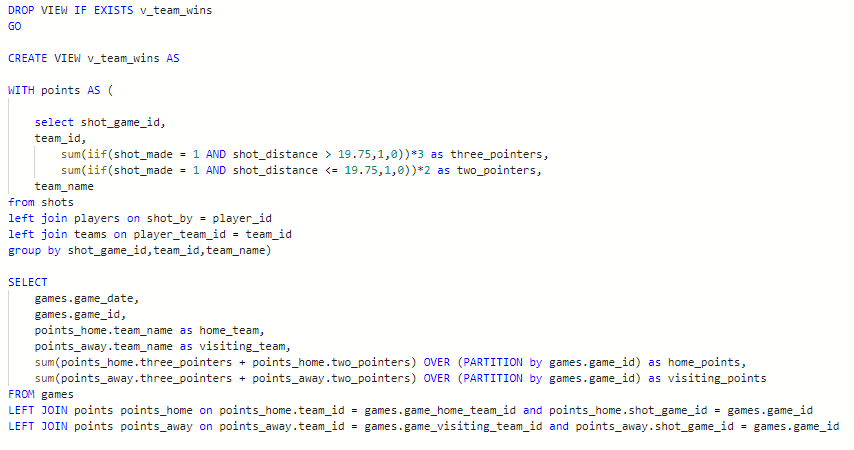 DROP VIEW IF EXISTS v_team_wins
GO
CREATE VIEW v_team_wins AS
WITH points AS (
select shot_game_id,
team_id,
sum(iif(shot_made = 1 AND shot_distance > 19.75,1,0))*3 as three_pointers,
sum(iif(shot_made = 1 AND shot_distance <= 19.75,1,0))*2 as two_pointers,
team_name
from shots
left join players on shot_by = player_id
left join teams on player_team_id = team_id
group by shot_game_id,team_id,team_name)
SELECT
games.game_date,
games.game_id,
points_home.team_name as home_team,
points_away.team_name as visiting_team,
sum(points_home.three_pointers + points_home.two_pointers) OVER (PARTITION by games.game_id) as home_points,
sum(points_away.three_pointers + points_away.two_pointers) OVER (PARTITION by games.game_id) as visiting_points
FROM games
LEFT JOIN points points_home on points_home.team_id = games.game_home_team_id and points_home.shot_game_id = games.game_id
LEFT JOIN points points_away on points_away.team_id = games.game_visiting_team_id and points_away.shot_game_id = games.game_id